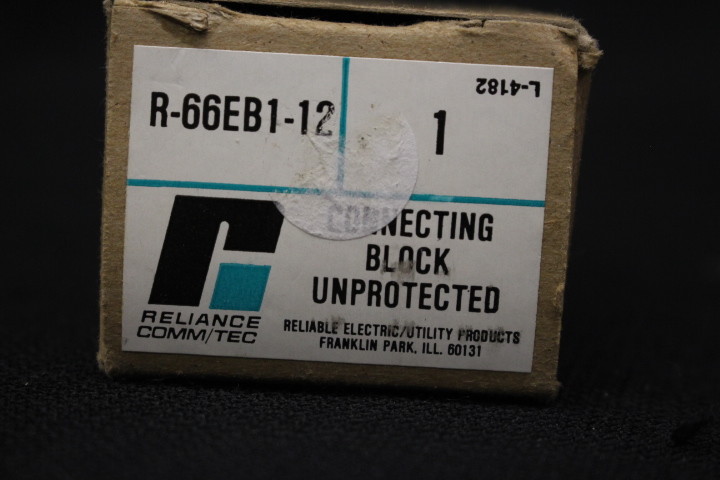 L-4182
R-66EB1-12
1
CONNECTING
BLOCK
UNPROTECTED
RELIANCE
COMM/TEC
RELIABLE ELECTRIC/UTILITY PRODUCTS
FRANKLIN PARK, ILL. 60131